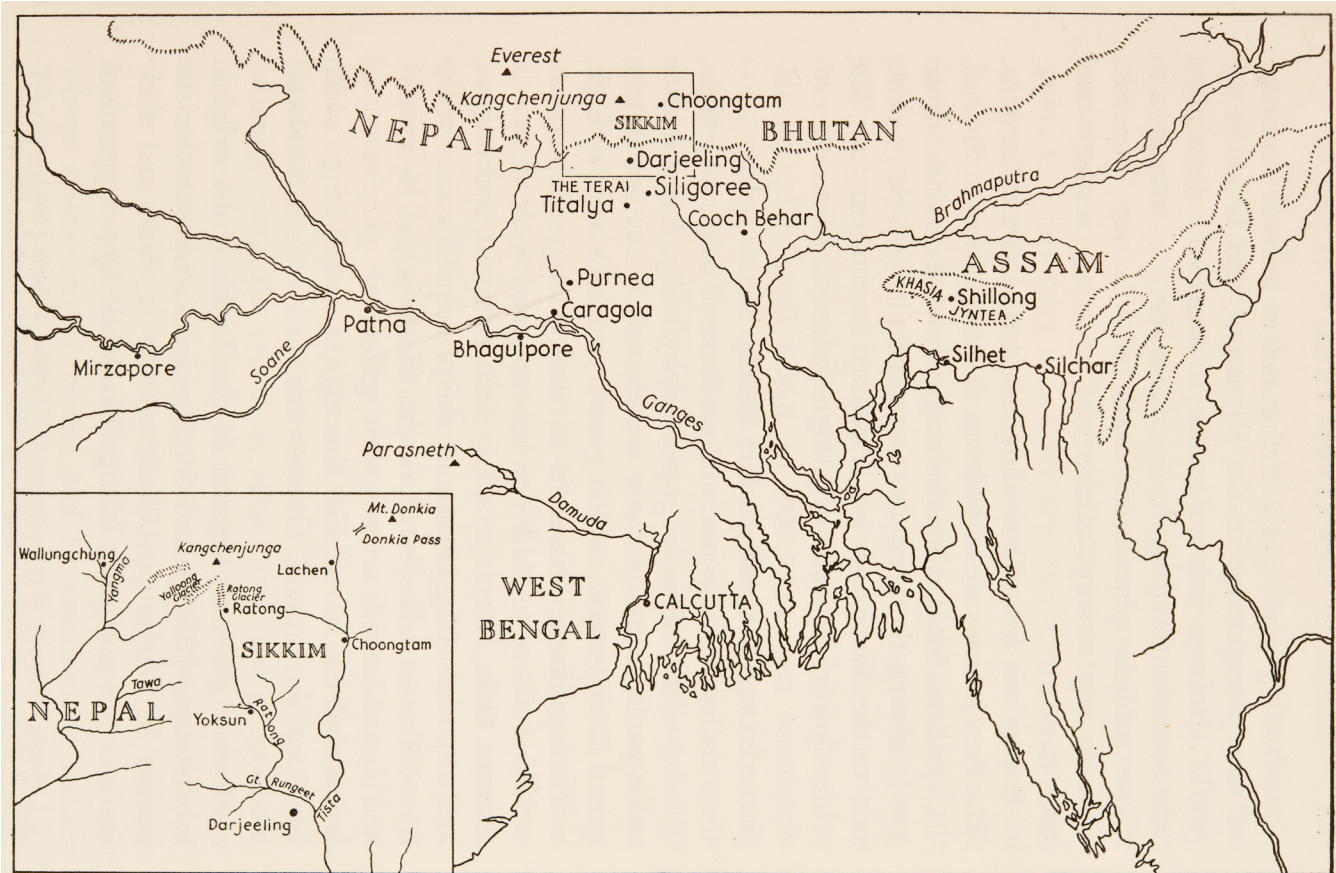 Everest
Kangchenjunga
Choongtam
SIKKIM
NEPAL
BHUTAN
Darjeeling
THE TERAI
Siligoree
Titalya
Cooch Behar
Brahmaputra
ASSAM
KHASIA
Shillong
JYNTEA
Purnea
Caragola
Patna
Bhagulpore
Mirzapore
Soane
Silhet
Silchar
Ganges
Parasneth
Damuda
WEST
BENGAL
CALCUTTA
Mt. Donkia
Donkia Pass
Wallungchung
Kangchenjunga
Lachen
Yangma
Yalloong
Glacier
Ratong
Glacier
Ratong
SIKKIM
Choongtam
Tawa
NEPAL
Yoksun
Ratong
Gt. Rungeet
Tista
Darjeeling